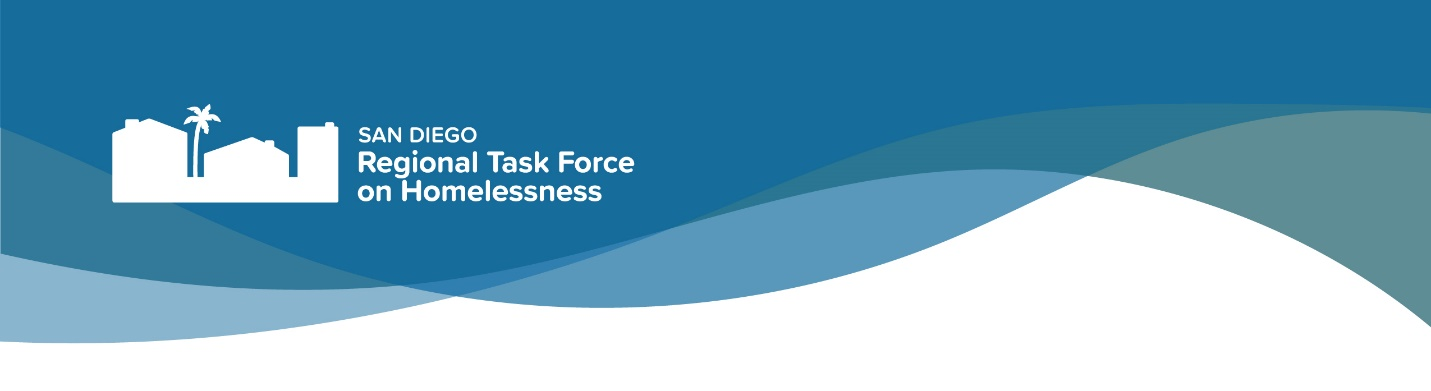 SAN DIEGO
Regional Task Force
on Homelessness